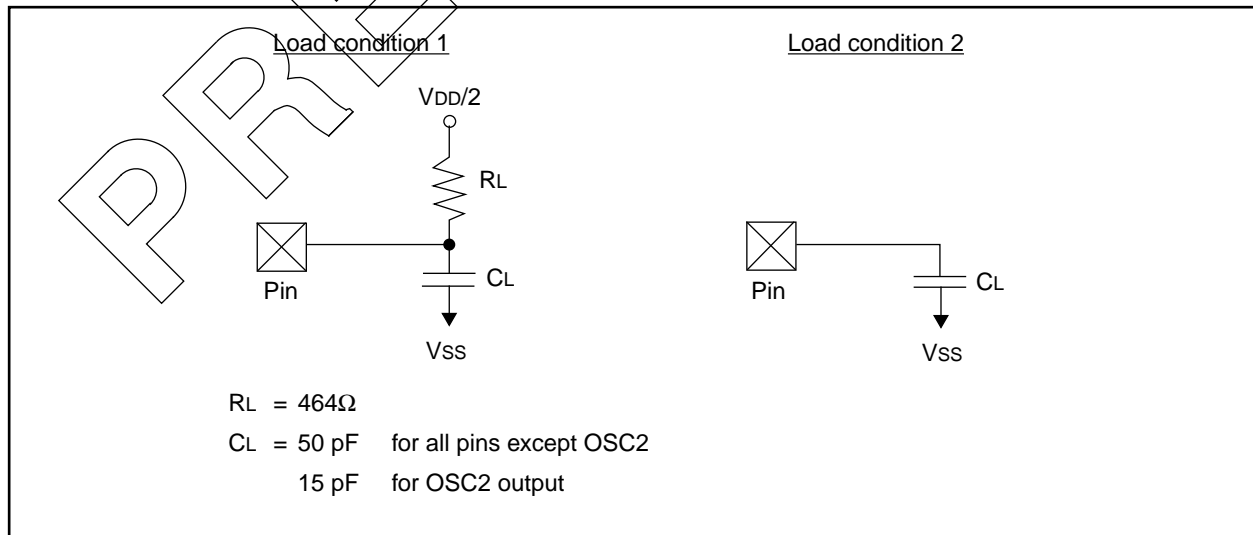 PRE
Load condition 1
Load condition 2
VDD/2
RL
Pin
CL
VSS
Pin
CL
VSS
RL = 464Ω
CL = 50 pF for all pins except OSC2
15 pF for OSC2 output